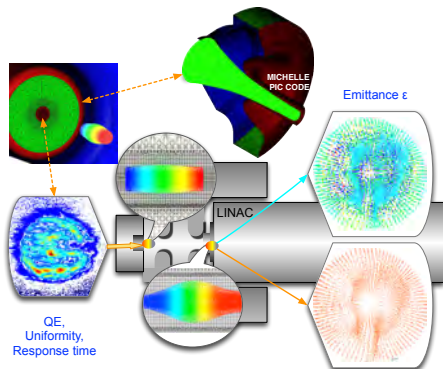 MICHELLE
PIC CODE
Emittance ε
LINAC
QE,
Uniformity,
Response time